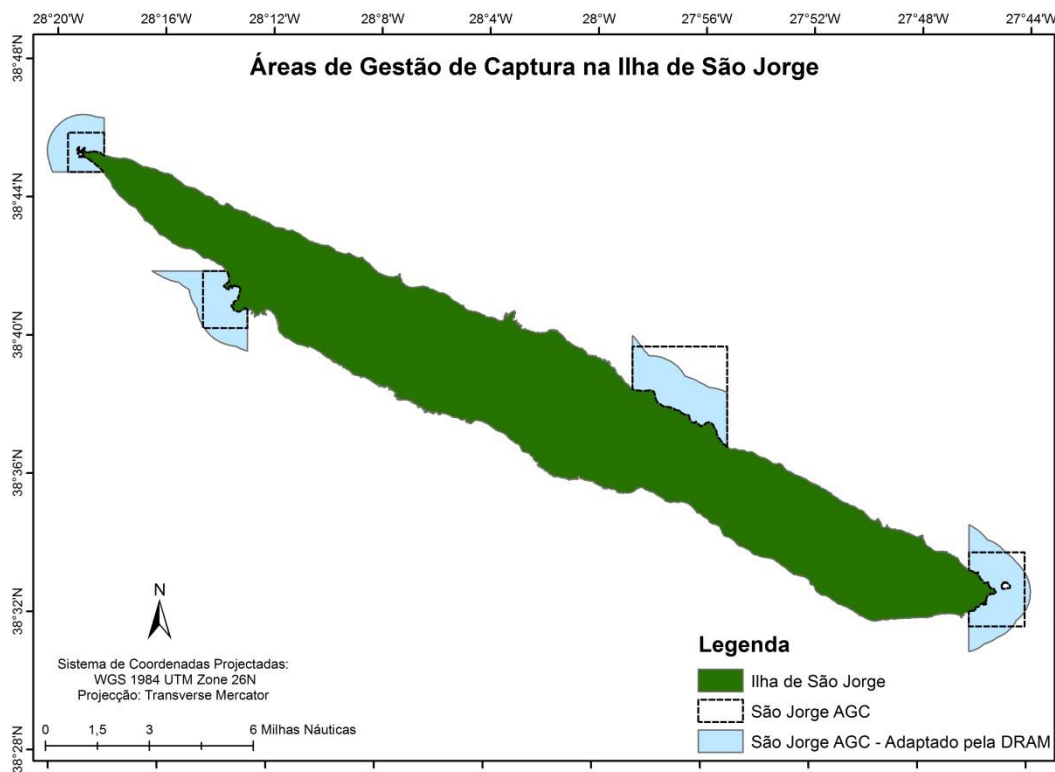 28°20'W 28°16'W 28°12'W 28°8'W 28°4'W 28°W 27°56'W 27°52'W 27°48'W 27°44'W
Áreas de Gestão de Captura na Ilha de São Jorge
38°48'N
38°44'N
38°40'N
38°36'N
38°32'N
38°28'N
N
Sistema de Coordenadas Projectadas:
WGS 1984 UTM Zone 26N
Projecção: Transverse Mercator
0 1,5 3 6 Milhas Náuticas
Legenda
Ilha de São Jorge
São Jorge AGC
São Jorge AGC - Adaptado pela DRAM